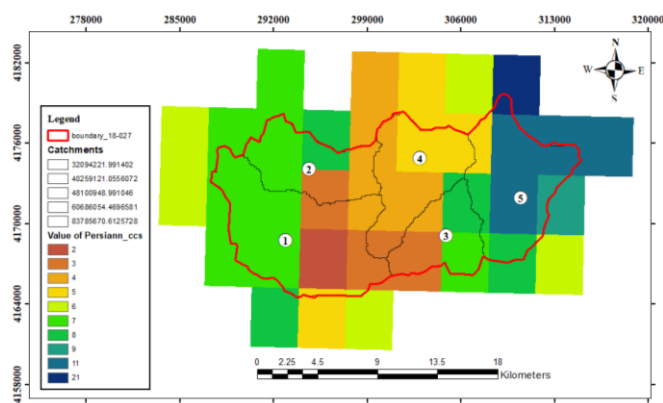 278000 285000 292000 299000 306000 313000 320000
4182000
4176000
4170000
4164000
4158000
N
W E
S
Legend
boundary_18-027
Catchments
32094221.991402
40259121.0556072
48100948.991046
60686054.4696581
83785670.6125728
Value of Persiann_ccs
2
3
4
5
6
7
8
9
11
21
2
4
5
3
1
0 2.25 4.5 9 13.5 18
Kilometers